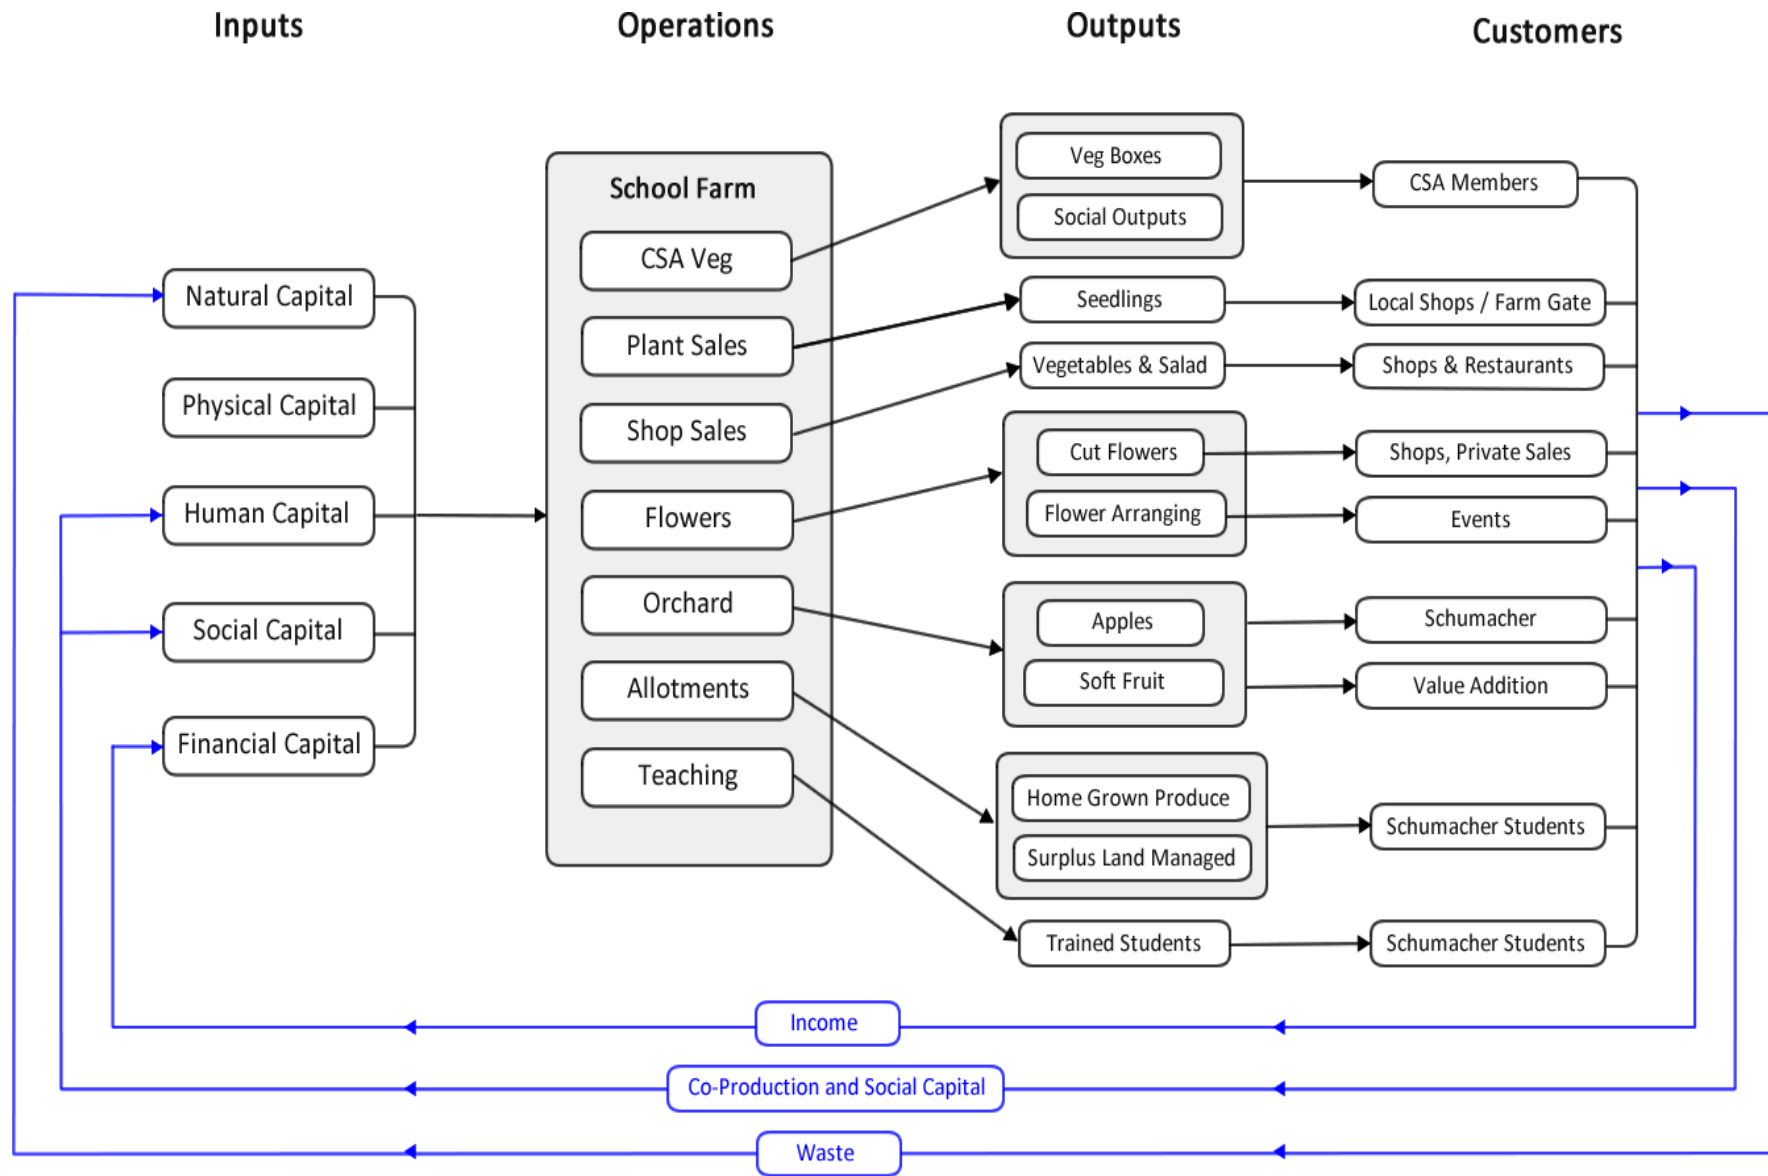 Inputs
Operations
Outputs
Customers
Natural Capital
Physical Capital
Human Capital
Social Capital
Financial Capital
School Farm
CSA Veg
Plant Sales
Shop Sales
Flowers
Orchard
Allotments
Teaching
Veg Boxes
Social Outputs
Seedlings
Vegetables & Salad
Cut Flowers
Flower Arranging
Apples
Soft Fruit
Home Grown Produce
Surplus Land Managed
Trained Students
CSA Members
Local Shops / Farm Gate
Shops & Restaurants
Shops, Private Sales
Events
Schumacher
Value Addition
Schumacher Students
Schumacher Students
Income
Co-Production and Social Capital
Waste